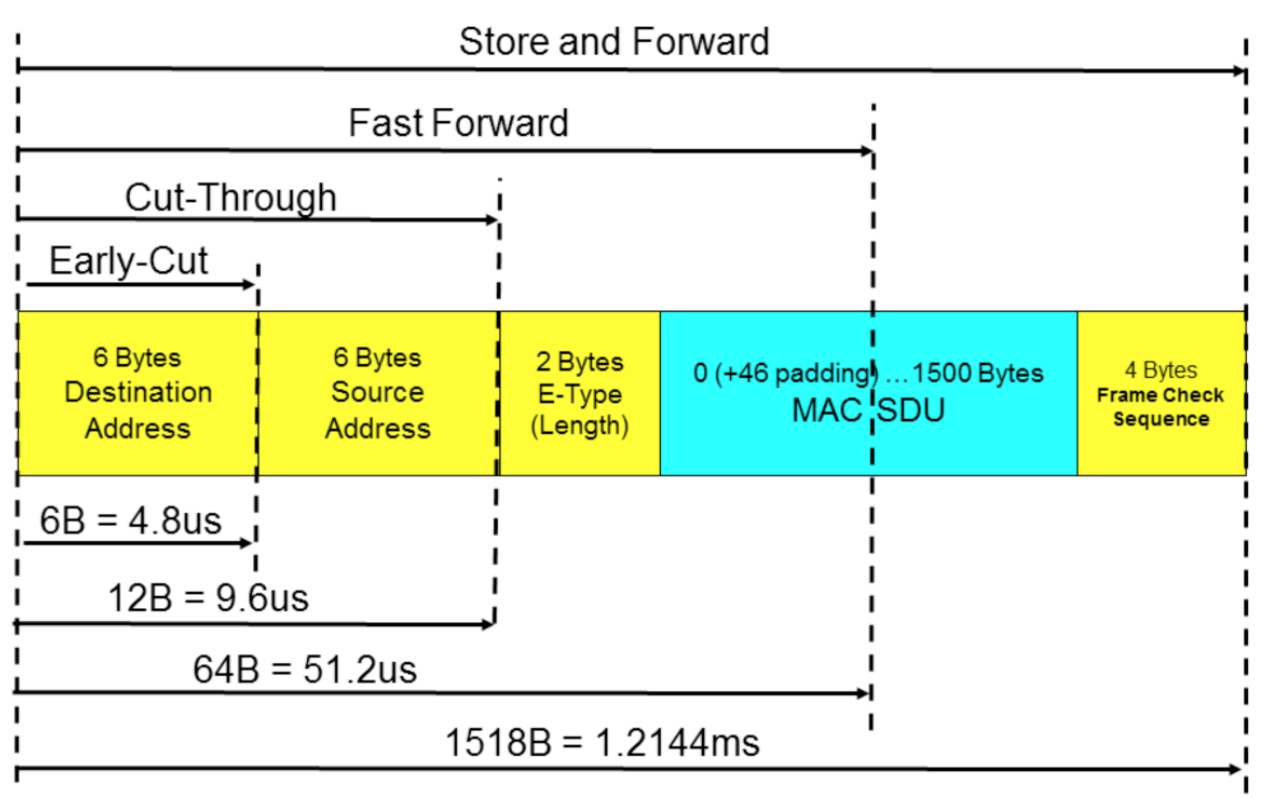 Store and Forward
Fast Forward
Cut-Through
Early-Cut
6 Bytes
Destination
Address
6 Bytes
Source
Address
2 Bytes
E-Type
(Length)
0 (+46 padding) ...1500 Bytes
MAC SDU
4 Bytes
Frame Check
Sequence
6B = 4.8us
12B = 9.6us
64B = 51.2us
1518B = 1.2144ms